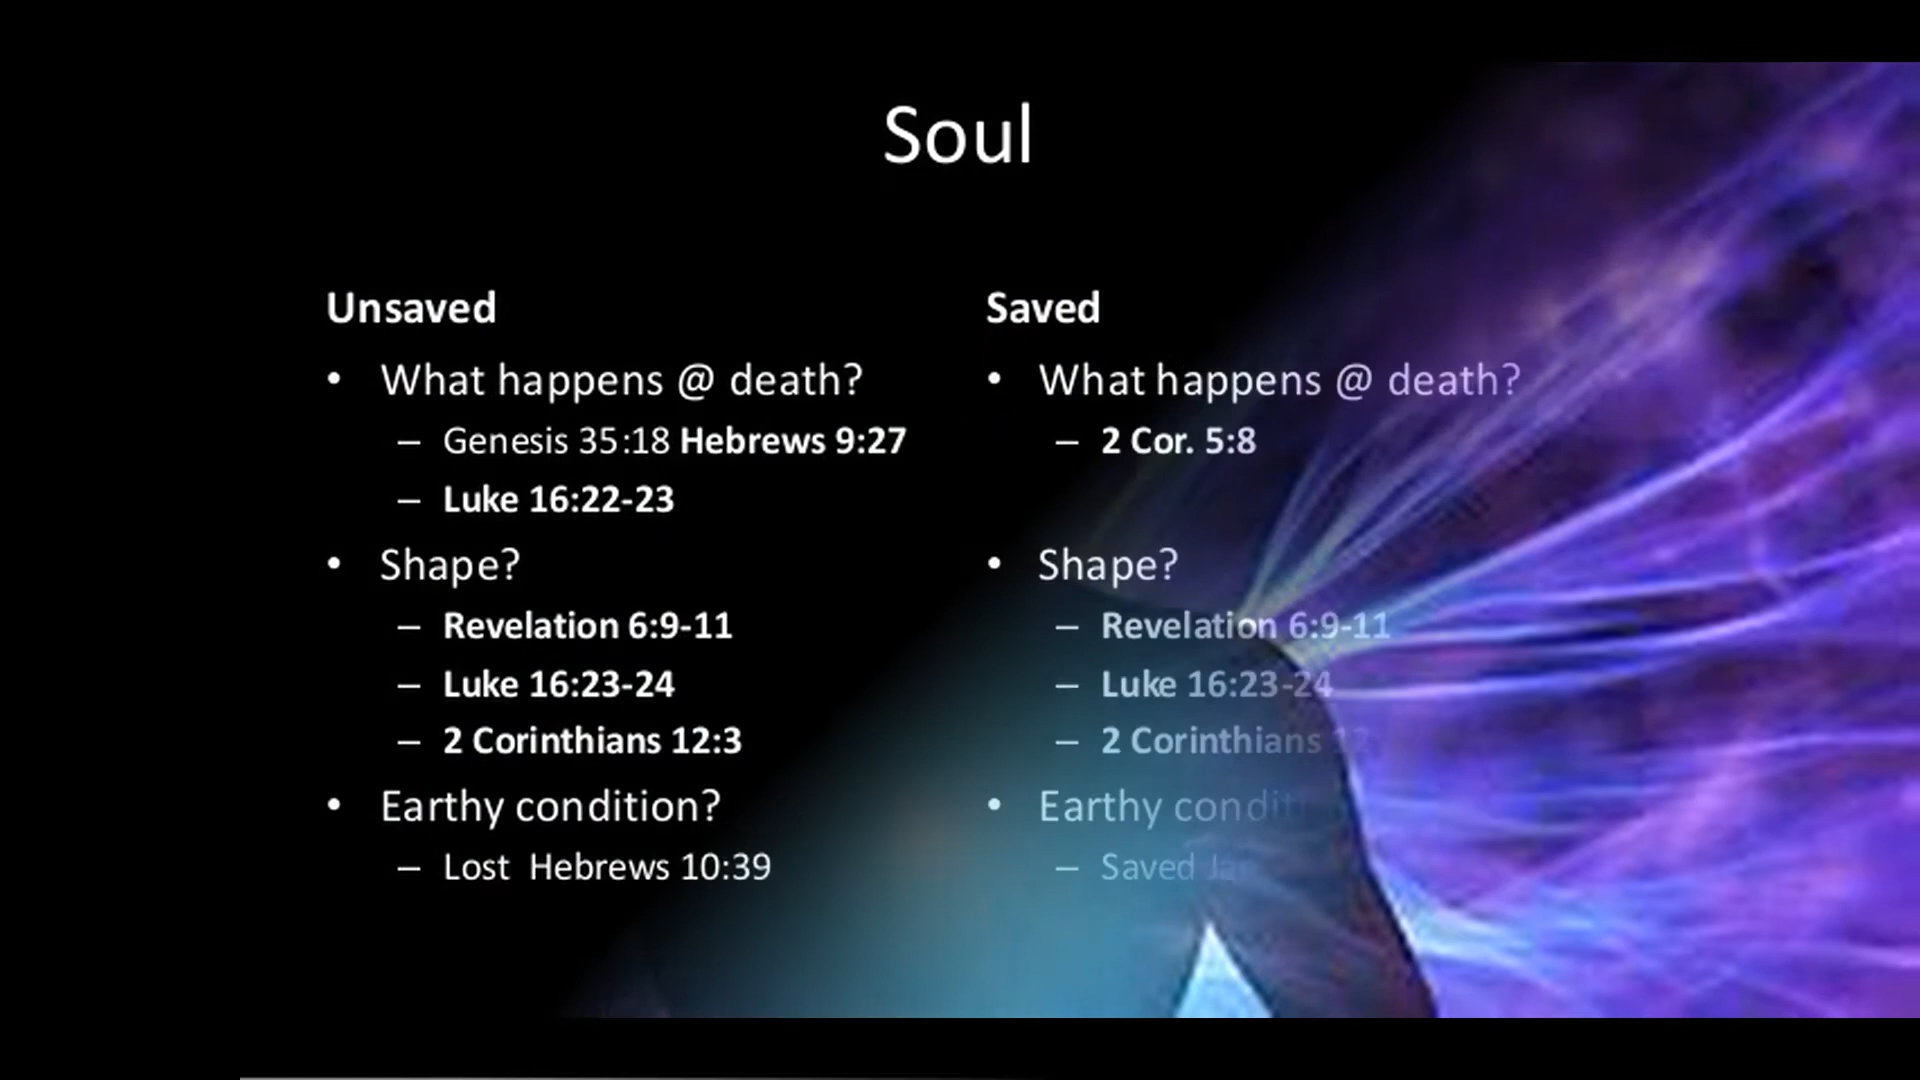 Soul
Unsaved
• What happens @ death?
– Genesis 35:18 Hebrews 9:27
– Luke 16:22-23
• Shape?
– Revelation 6:9-11
– Luke 16:23-24
– 2 Corinthians 12:3
• Earthy condition?
– Lost Hebrews 10:39
Saved
• What happens @ death?
– 2 Cor. 5:8
• Shape?
– Revelation 6:9-11
– Luke 16:23-24
– 2 Corinthians
• Earthy
– Saved